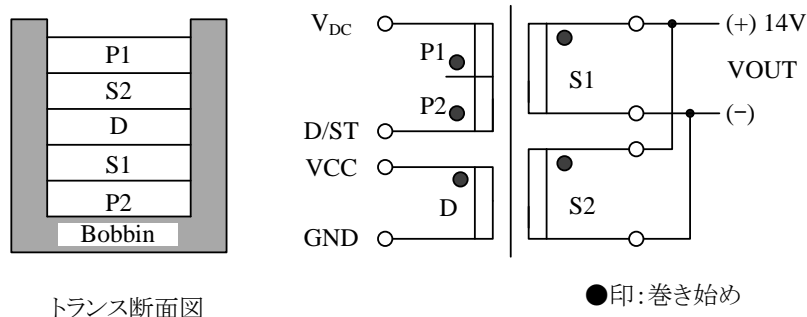 P1
S2
D
S1
P2
Bobbin
トランス断面図
VDC
P1
P2
D/ST
VCC
D
GND
S1
S2
(+) 14V
VOUT
(−)
●印：巻き始め